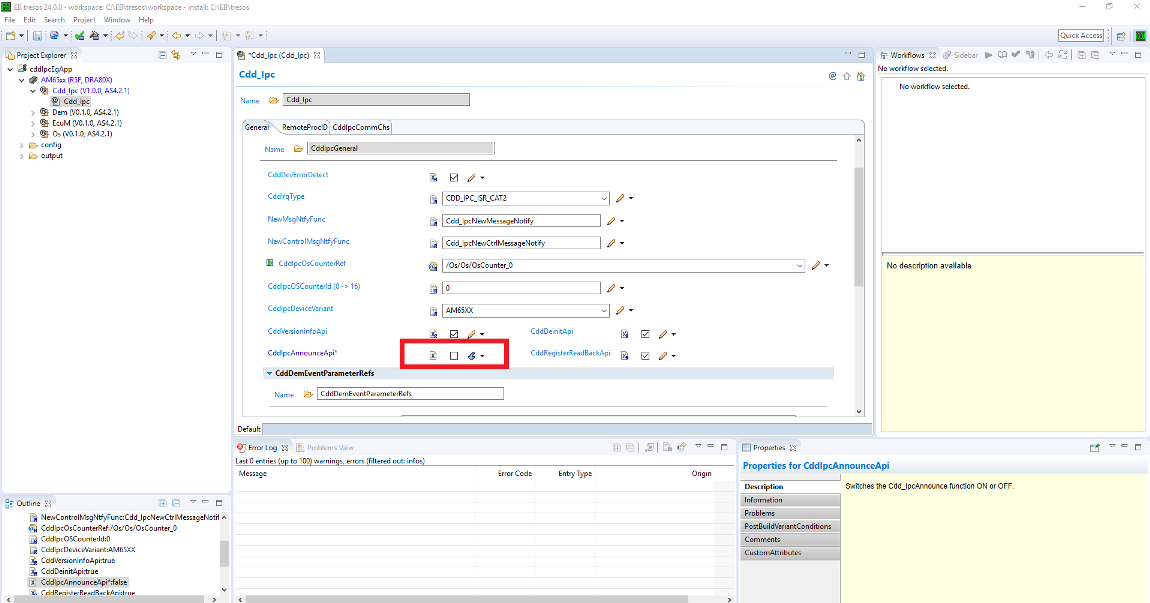 EB tresos 24.0.0 - workspace: C:\EB\tresos\workspace - install: C:\EB\tresos
File Edit Search Project Window Help
Quick Access
Project Explorer
cddIpcEgApp
AM65xx (R5F, DRA80X)
Cdd_Ipc (V1.0.0, AS4.2.1)
Cdd_Ipc
Dem (V0.1.0, AS4.2.1)
EcuM (V0.1.0, AS4.2.1)
Os (V0.1.0, AS4.2.1)
config
output
*Cdd_Ipc (Cdd_Ipc)
Cdd_Ipc
Name Cdd_Ipc
General RemoteProcID CddIpcCommChs
Name CddIpcGeneral
CddDevErrorDetect
CddIrqType CDD_IPC_ISR_CAT2
NewMsgNtfyFunc Cdd_IpcNewMessageNotify
NewControlMsgNtfyFunc Cdd_IpcNewCtrlMessageNotify
CddIpcOsCounterRef /Os/Os/OsCounter_0
CddIpcOSCounterId (0 -> 16) 0
CddIpcDeviceVariant AM65XX
CddVersionInfoApi CddDeinitApi
CddIpcAnnounceApi* CddRegisterReadBackApi
CddDemEventParameterRefs
Name CddDemEventParameterRefs
Default
Workflows Sidebar
No workflow selected.
No workflow selected.
No description available.
Outline
NewControlMsgNtfyFunc:Cdd_IpcNewCtrlMessageNotif
CddIpcOsCounterRef:/Os/Os/OsCounter_0
CddIpcOSCounterId:0
CddIpcDeviceVariant:AM65XX
CddVersionInfoApi:true
CddDeinitApi:true
CddIpcAnnounceApi*:false
CddRegisterReadBackApi:true
Error Log Problems View
Last 0 entries (up to 100) warnings, errors (filtered out: infos)
Message Error Code Entry Type Origin
Properties
Properties for CddIpcAnnounceApi
Description
Information
Problems
PostBuildVariantConditions
Comments
CustomAttributes
Switches the Cdd_IpcAnnounce function ON or OFF.